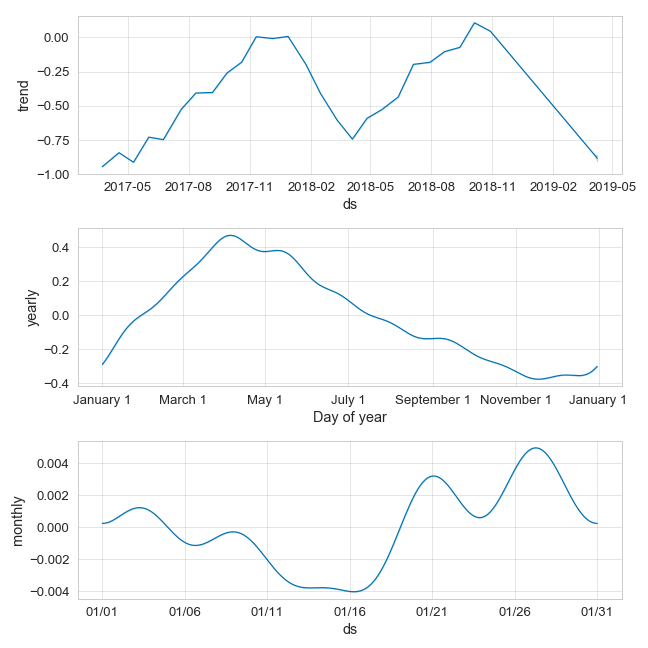 trend
0.00
−0.25
−0.50
−0.75
−1.00
2017-05 2017-08 2017-11 2018-02 2018-05 2018-08 2018-11 2019-02 2019-05
ds
yearly
0.4
0.2
0.0
−0.2
−0.4
January 1 March 1 May 1 July 1 September 1 November 1 January 1
Day of year
monthly
0.004
0.002
0.000
−0.002
−0.004
01/01 01/06 01/11 01/16 01/21 01/26 01/31
ds